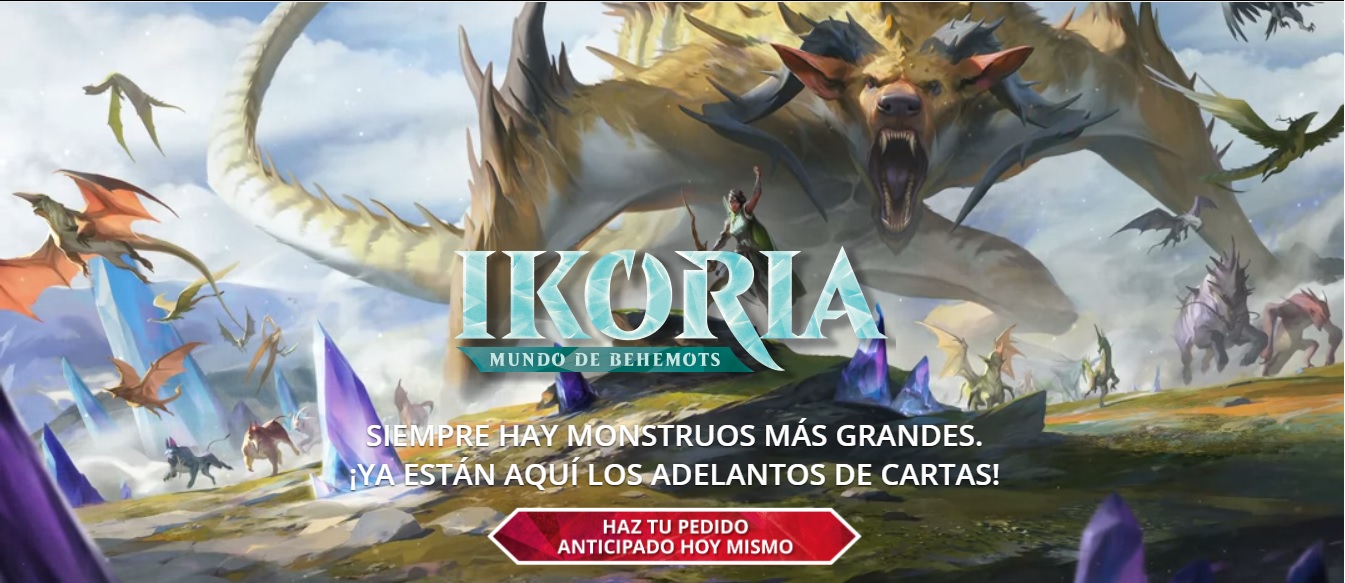 IKORIA
MUNDO DE BEHEMOTS
SIEMPRE HAY MONSTRUOS MÁS GRANDES.
¡YA ESTÁN AQUÍ LOS ADELANTOS DE CARTAS!
HAZ TU PEDIDO
ANTICIPADO HOY MISMO